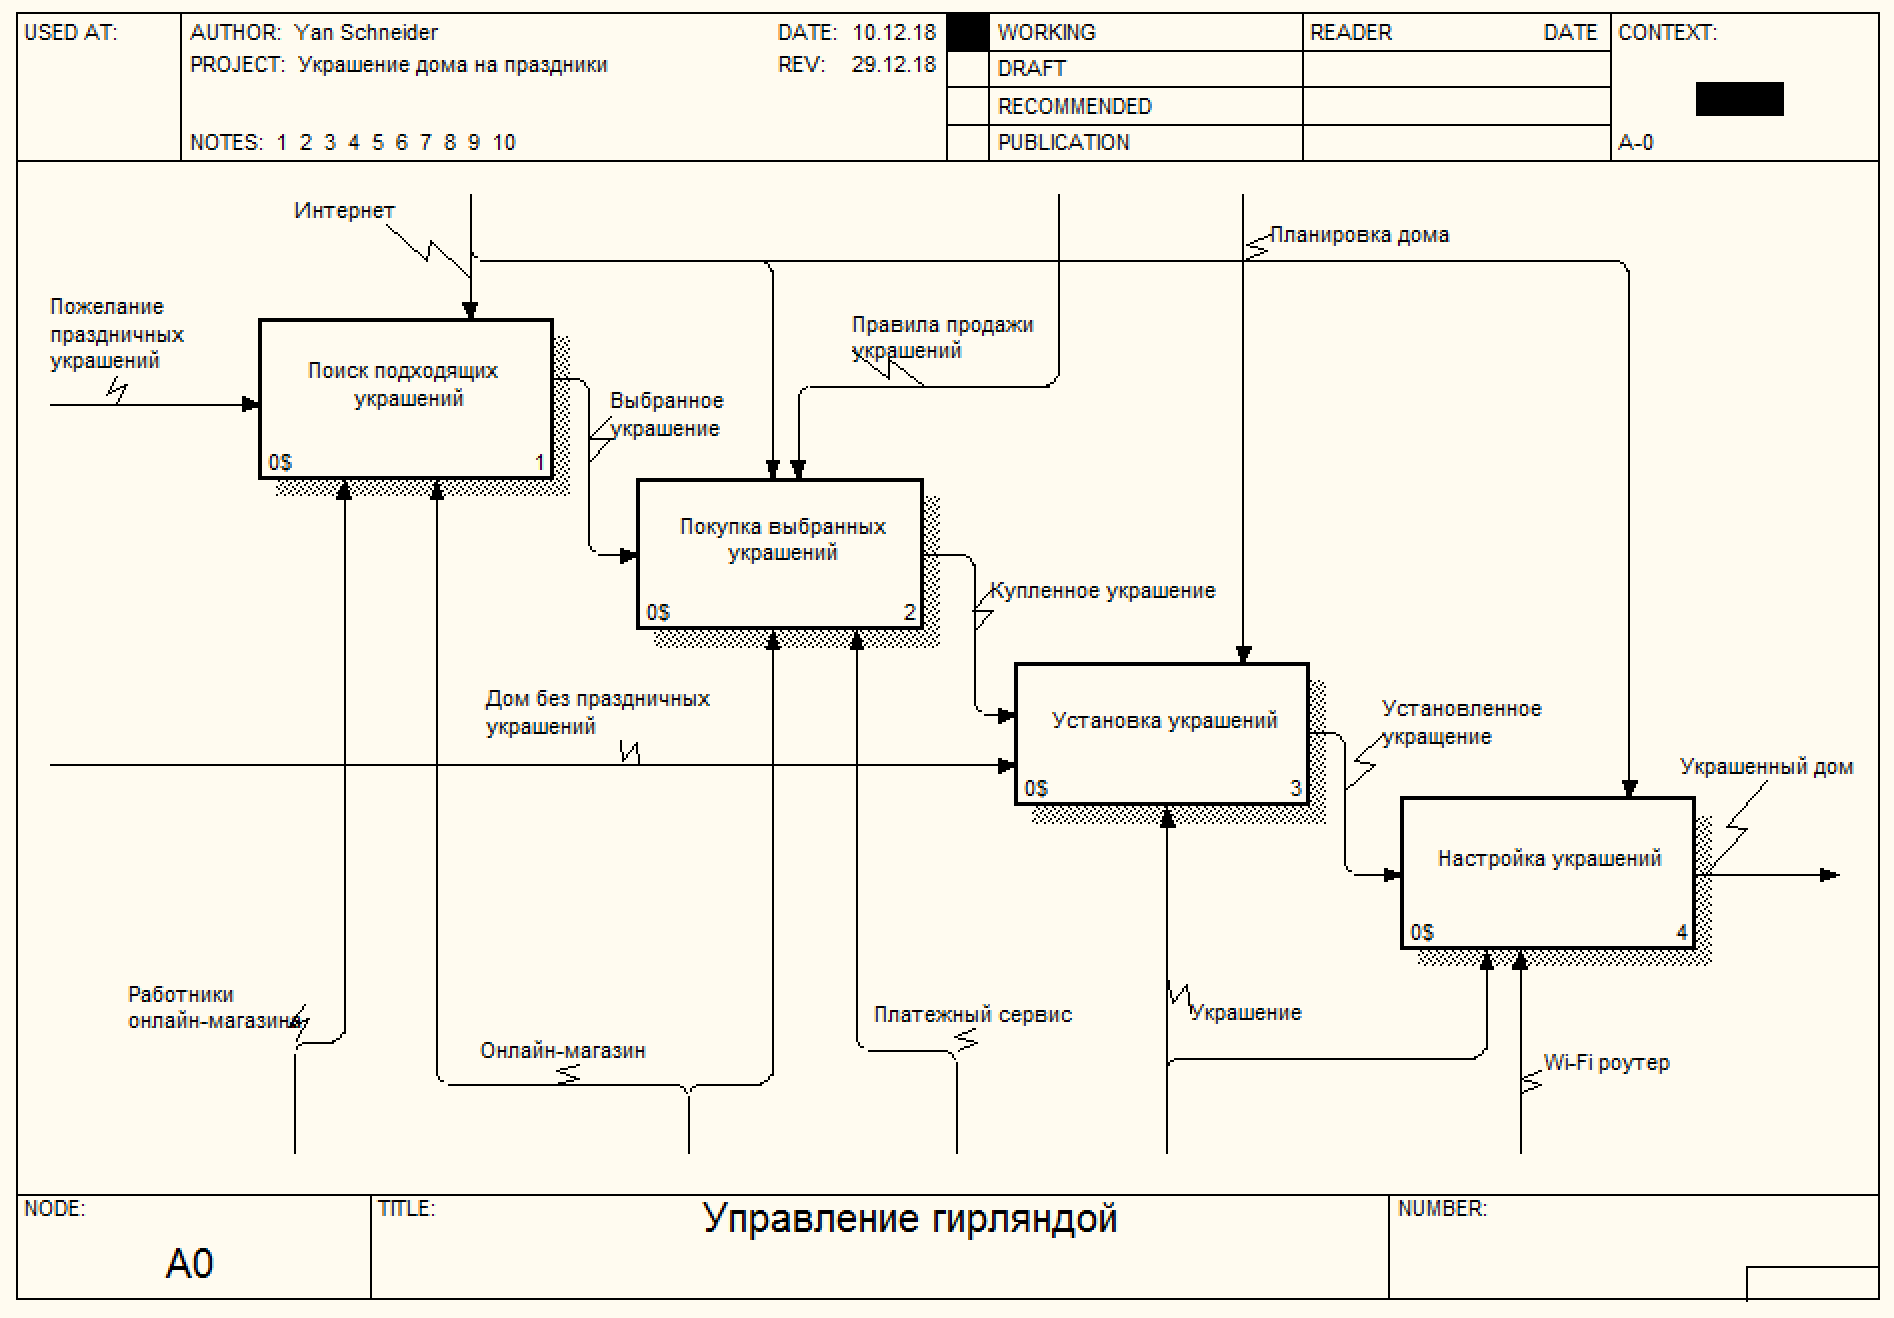 USED AT:
AUTHOR: Yan Schneider
DATE: 10.12.18
PROJECT: Украшение дома на праздники
REV: 29.12.18
NOTES: 1 2 3 4 5 6 7 8 9 10
WORKING
DRAFT
RECOMMENDED
PUBLICATION
READER
DATE
CONTEXT:
A-0
Интернет
Планировка дома
Пожелание
праздничных
украшений
Правила продажи
украшений
Поиск подходящих
украшений
0$ 1
Выбранное
украшение
Покупка выбранных
украшений
0$ 2
Купленное украшение
Дом без праздничных
украшений
Установка украшений
0$ 3
Установленное
укращение
Украшенный дом
Настройка украшений
0$ 4
Работники
онлайн-магазина
Онлайн-магазин
Платежный сервис
Украшение
Wi-Fi роутер
NODE:
A0
TITLE:
Управление гирляндой
NUMBER: